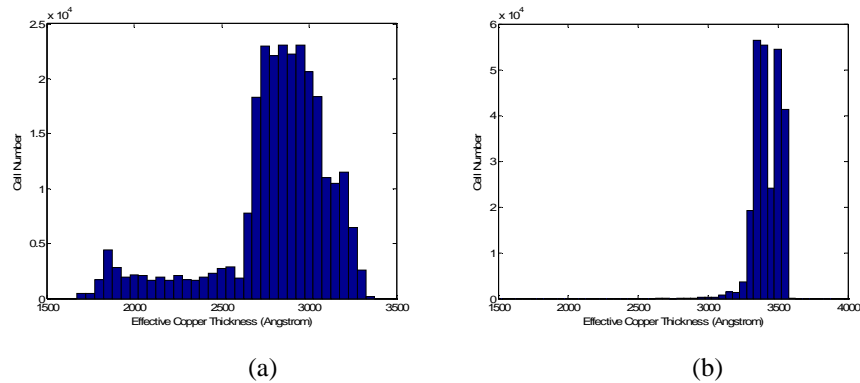 x 10^4
2.5
2
1.5
1
0.5
0
Cell Number
1500 2000 2500 3000 3500
Effective Copper Thickness (Angstrom)
(a)
x 10^4
6
5
4
3
2
1
0
Cell Number
1500 2000 2500 3000 3500 4000
Effective Copper Thickness (Angstrom)
(b)